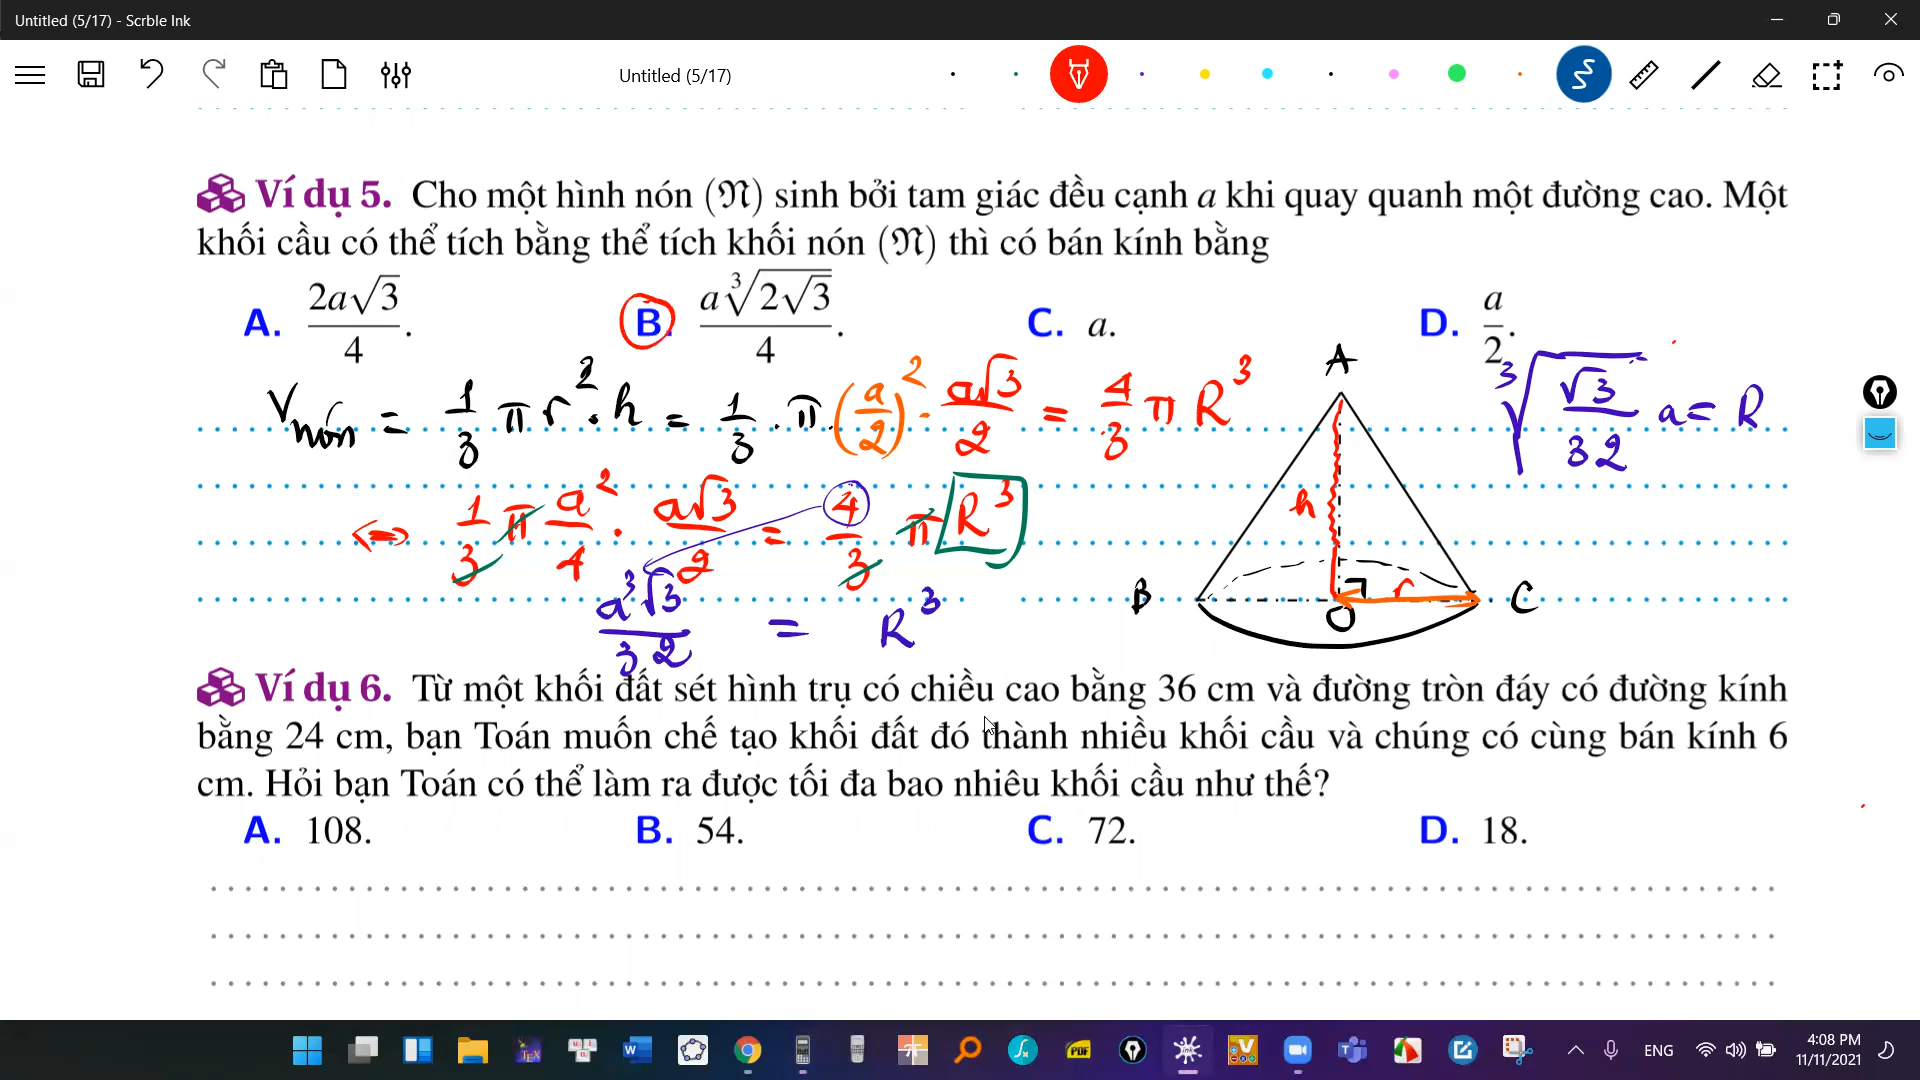 Untitled (5/17) - Scrble Ink
Untitled (5/17)
Ví dụ 5. Cho một hình nón (𝔑) sinh bởi tam giác đều cạnh a khi quay quanh một đường cao. Một
khối cầu có thể tích bằng thể tích khối nón (𝔑) thì có bán kính bằng
A. 2a√3/4. B. a∛(2√3)/4. C. a. D. a/2.
V nón = 1/3 π r² · h = 1/3 · π · (a/2)² · a√3/2 = 4/3 π R³
∛(√3/32) a = R
⇔ 1/3 π a²/4 · a√3/2 = 4/3 π R³
a³√3/32 = R³
A
h
r
B
O
C
Ví dụ 6. Từ một khối đất sét hình trụ có chiều cao bằng 36 cm và đường tròn đáy có đường kính
bằng 24 cm, bạn Toán muốn chế tạo khối đất đó thành nhiều khối cầu và chúng có cùng bán kính 6
cm. Hỏi bạn Toán có thể làm ra được tối đa bao nhiêu khối cầu như thế?
A. 108. B. 54. C. 72. D. 18.
ENG
4:08 PM
11/11/2021